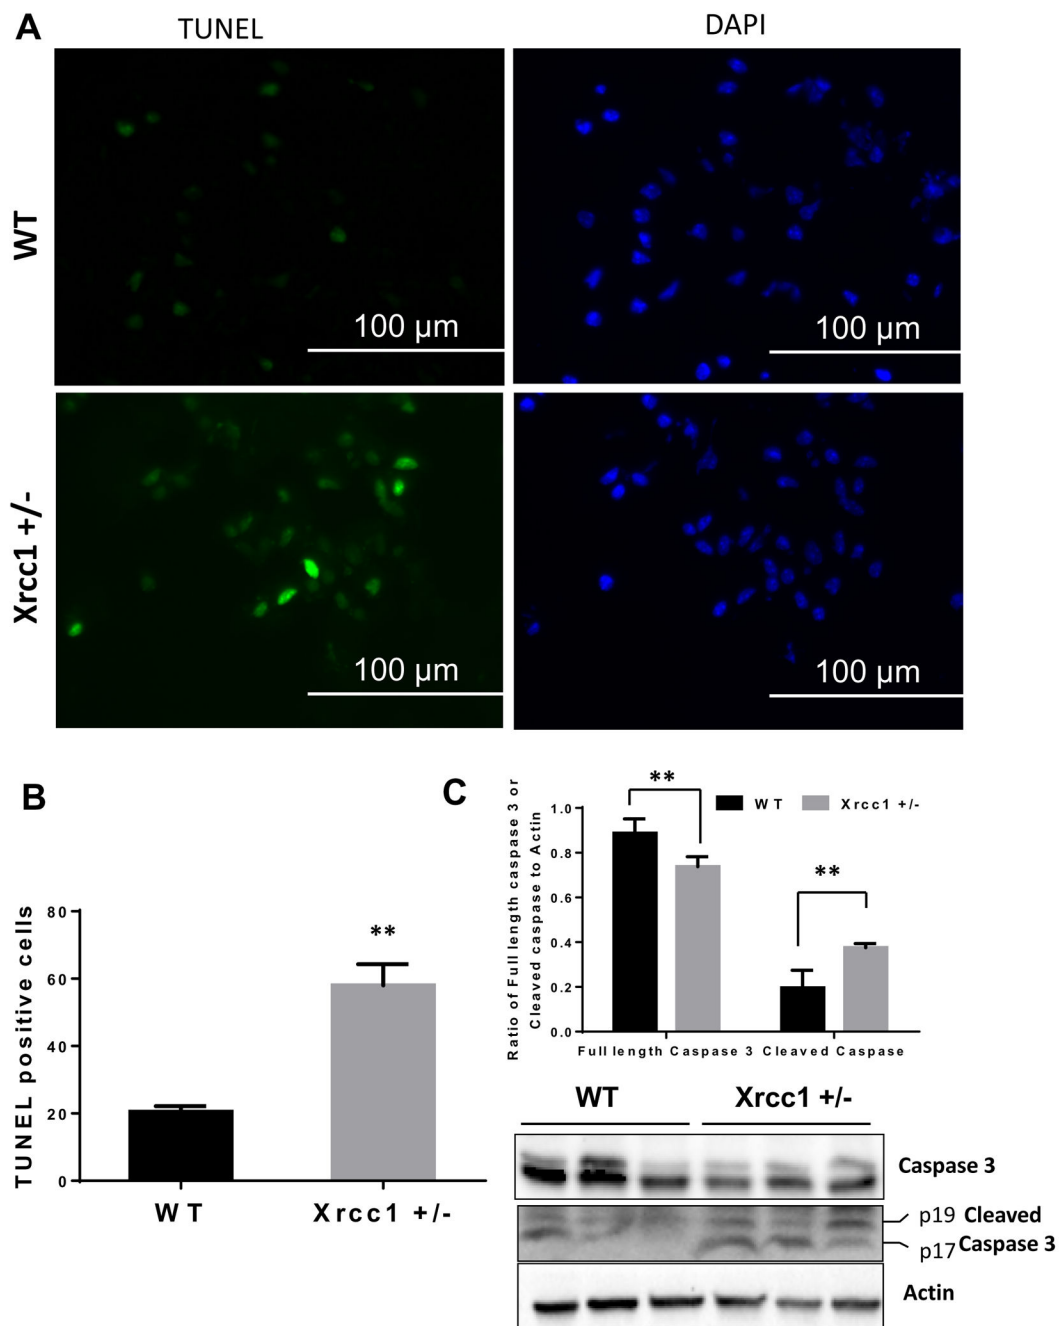 A
TUNEL
DAPI
WT
100 µm
100 µm
Xrcc1 +/-
100 µm
100 µm
B
TUNEL positive cells
80
60
40
20
0
**
WT
Xrcc1 +/-
C
Ratio of Full length caspase 3 or
Cleaved caspase to Actin
1.0
0.8
0.6
0.4
0.2
0.0
**
WT
Xrcc1 +/-
**
Full length Caspase 3
Cleaved Caspase
WT
Xrcc1 +/-
Caspase 3
p19 Cleaved
p17 Caspase 3
Actin